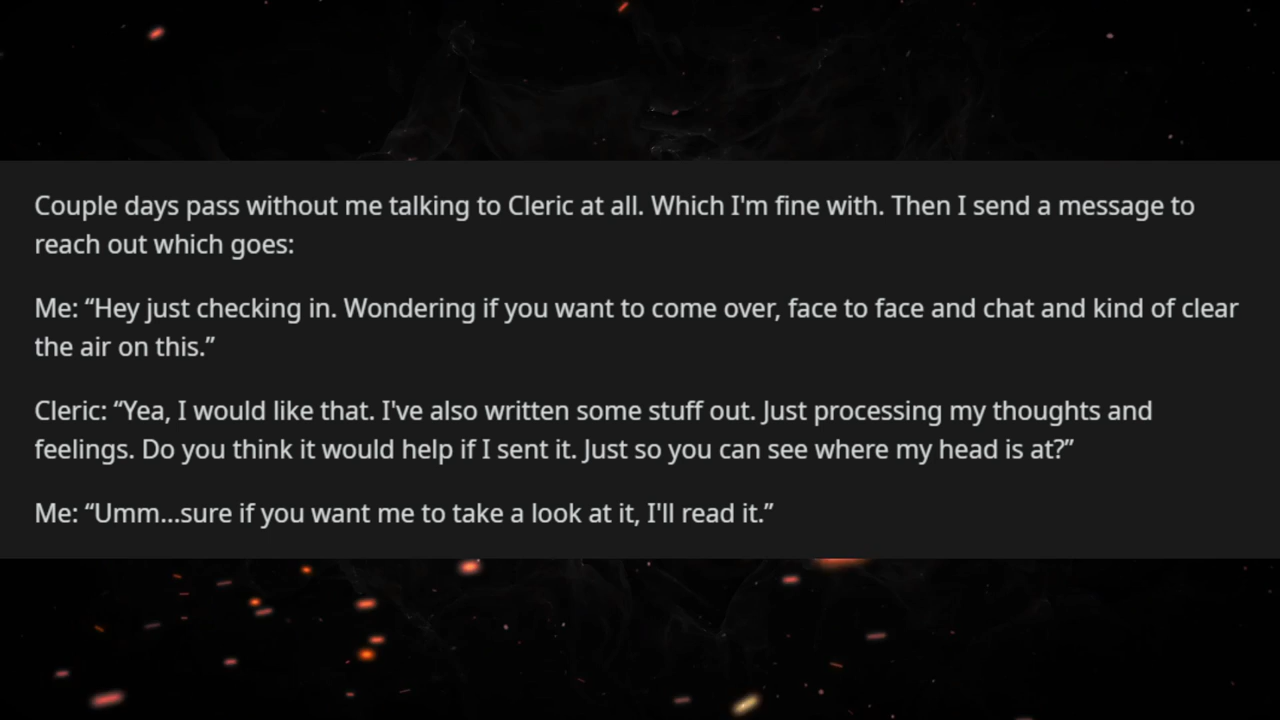 Couple days pass without me talking to Cleric at all. Which I'm fine with. Then I send a message to
reach out which goes:
Me: “Hey just checking in. Wondering if you want to come over, face to face and chat and kind of clear
the air on this.”
Cleric: “Yea, I would like that. I've also written some stuff out. Just processing my thoughts and
feelings. Do you think it would help if I sent it. Just so you can see where my head is at?”
Me: “Umm...sure if you want me to take a look at it, I'll read it.”